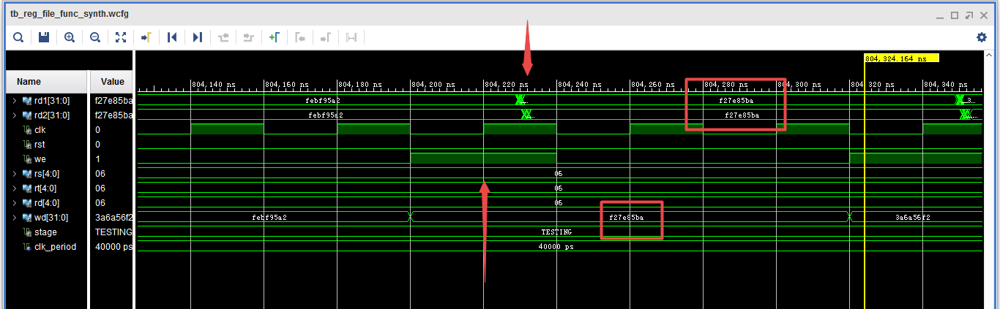 tb_reg_file_func_synth.wcfg
804,324.164 ns
Name Value
804,140 ns 804,160 ns 804,180 ns 804,200 ns 804,220 ns 804,240 ns 804,260 ns 804,280 ns 804,300 ns 804,320 ns 804,340 ns
rd1[31:0] f27e85ba febf95a2 ... f27e85ba ...3...
rd2[31:0] f27e85ba febf95a2 ... f27e85ba ...
clk 0
rst 0
we 1
rs[4:0] 06 06
rt[4:0] 06 06
rd[4:0] 06 06
wd[31:0] 3a6a56f2 febf95a2 f27e85ba 3a6a56f2
stage TESTING TESTING
clk_period 40000 ps 40000 ps